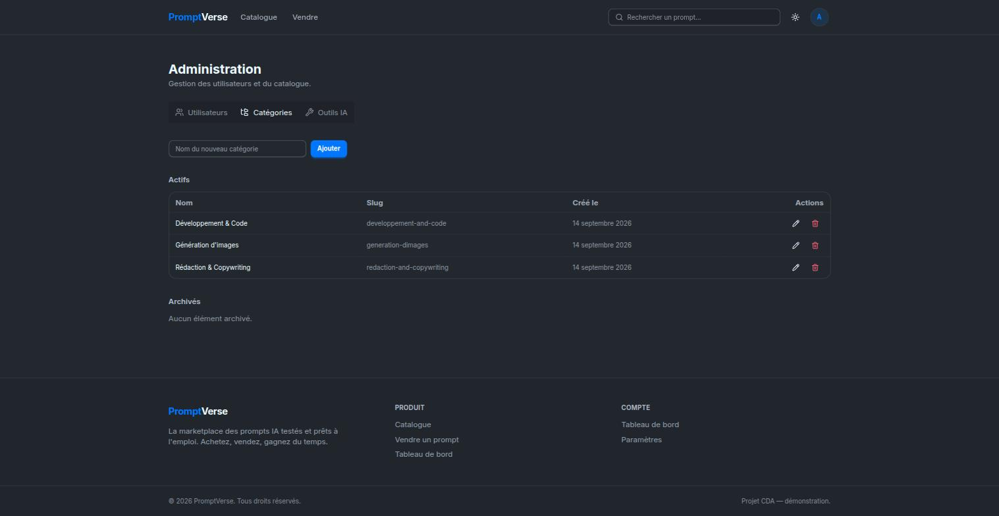 PromptVerse Catalogue Vendre Rechercher un prompt... A
Administration
Gestion des utilisateurs et du catalogue.
Utilisateurs Catégories Outils IA
Nom du nouveau catégorie Ajouter
Actifs
Nom Slug Créé le Actions
Développement & Code developpement-and-code 14 septembre 2026
Génération d'images generation-dimages 14 septembre 2026
Rédaction & Copywriting redaction-and-copywriting 14 septembre 2026
Archivés
Aucun élément archivé.
PromptVerse
La marketplace des prompts IA testés et prêts à
l'emploi. Achetez, vendez, gagnez du temps.
PRODUIT
Catalogue
Vendre un prompt
Tableau de bord
COMPTE
Tableau de bord
Paramètres
© 2026 PromptVerse. Tous droits réservés. Projet CDA — démonstration.